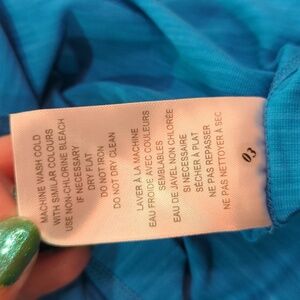 MACHINE WASH COLD
WITH SIMILAR COLOURS
USE NON-CHLORINE BLEACH
IF NECESSARY
DRY FLAT
DO NOT IRON
DO NOT DRY CLEAN
LAVER À LA MACHINE
EAU FROIDE AVEC COULEURS
SEMBLABLES
EAU DE JAVEL NON CHLORÉE
SI NÉCESSAIRE
SÉCHER À PLAT
NE PAS REPASSER
NE PAS NETTOYER À SEC
03